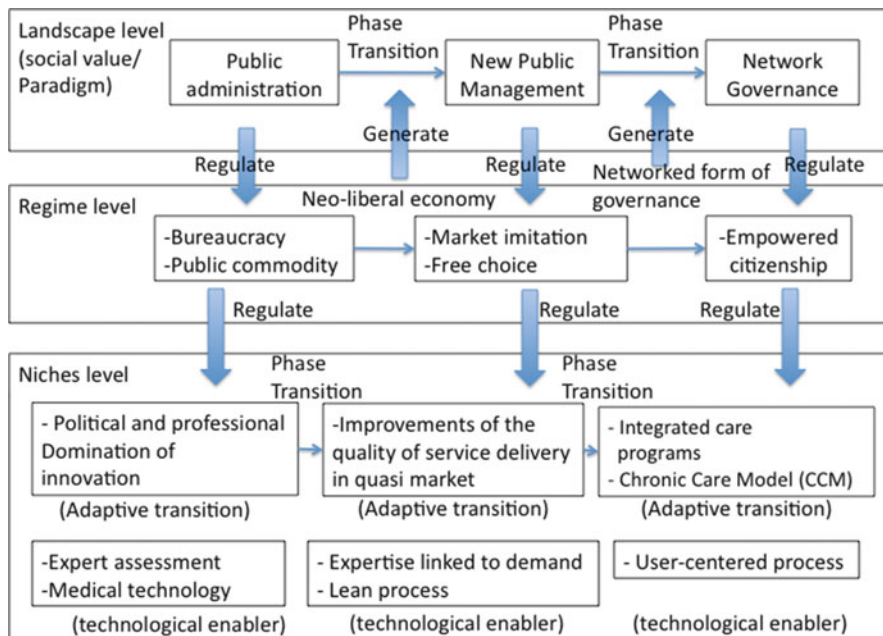 Landscape level
(social value/
Paradigm)
Public
administration
Phase
Transition
New Public
Management
Phase
Transition
Network
Governance
Generate
Generate
Regulate
Regulate
Regulate
Regime level
Neo-liberal economy
Networked form of
governance
-Bureaucracy
-Public commodity
-Market imitation
-Free choice
-Empowered
citizenship
Regulate
Regulate
Regulate
Niches level
Phase
Transition
Phase
Transition
- Political and professional
Domination of
innovation
-Improvements of the
quality of service delivery
in quasi market
- Integrated care
programs
- Chronic Care Model (CCM)
(Adaptive transition)
(Adaptive transition)
(Adaptive transition)
-Expert assessment
-Medical technology
- Expertise linked to demand
- Lean process
- User-centered process
(technological enabler)
(technological enabler)
(technological enabler)